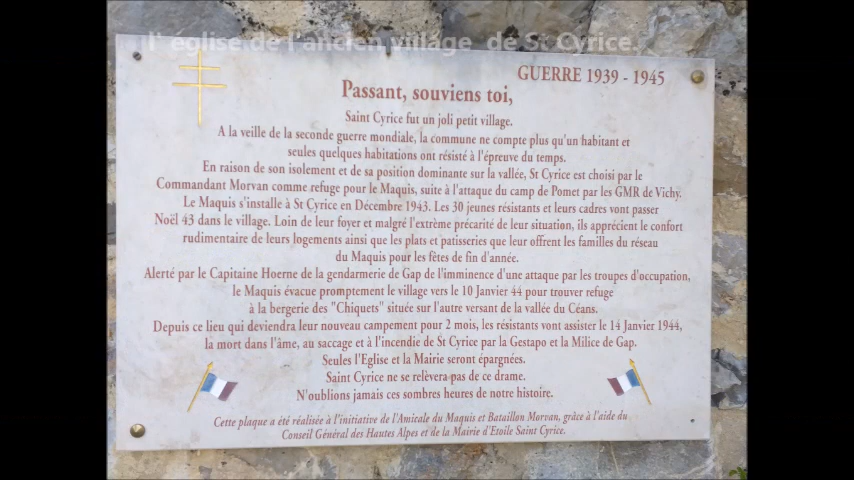 l' église de l'ancien village  de St Cyrice.
GUERRE 1939 - 1945
Passant, souviens toi,
Saint Cyrice fut un joli petit village.
A la veille de la seconde guerre mondiale, la commune ne compte plus qu'un habitant et
seules quelques habitations ont résisté à l'épreuve du temps.
En raison de son isolement et de sa position dominante sur la vallée, St Cyrice est choisi par le
Commandant Morvan comme refuge pour le Maquis, suite à l'attaque du camp de Pomet par les GMR de Vichy.
Le Maquis s'installe à St Cyrice en Décembre 1943. Les 30 jeunes résistants et leurs cadres vont passer
Noël 43 dans le village. Loin de leur foyer et malgré l'extrème précarité de leur situation, ils apprécient le confort
rudimentaire de leurs logements ainsi que les plats et patisseries que leur offrent les familles du réseau
du Maquis pour les fêtes de fin d'année.
Alerté par le Capitaine Hoerne de la gendarmerie de Gap de l'imminence d'une attaque par les troupes d'occupation,
le Maquis évacue promptement le village vers le 10 Janvier 44 pour trouver refuge
à la bergerie des "Chiquets" située sur l'autre versant de la vallée du Céans.
Depuis ce lieu qui deviendra leur nouveau campement pour 2 mois, les résistants vont assister le 14 Janvier 1944,
la mort dans l'âme, au saccage et à l'incendie de St Cyrice par la Gestapo et la Milice de Gap.
Seules l'Eglise et la Mairie seront épargnées.
Saint Cyrice ne se relèvera pas de ce drame.
N'oublions jamais ces sombres heures de notre histoire.
Cette plaque a été réalisée à l'initiative de l'Amicale du Maquis et Bataillon Morvan, grâce à l'aide du
Conseil Général des Hautes Alpes et de la Mairie d'Etoile Saint Cyrice.